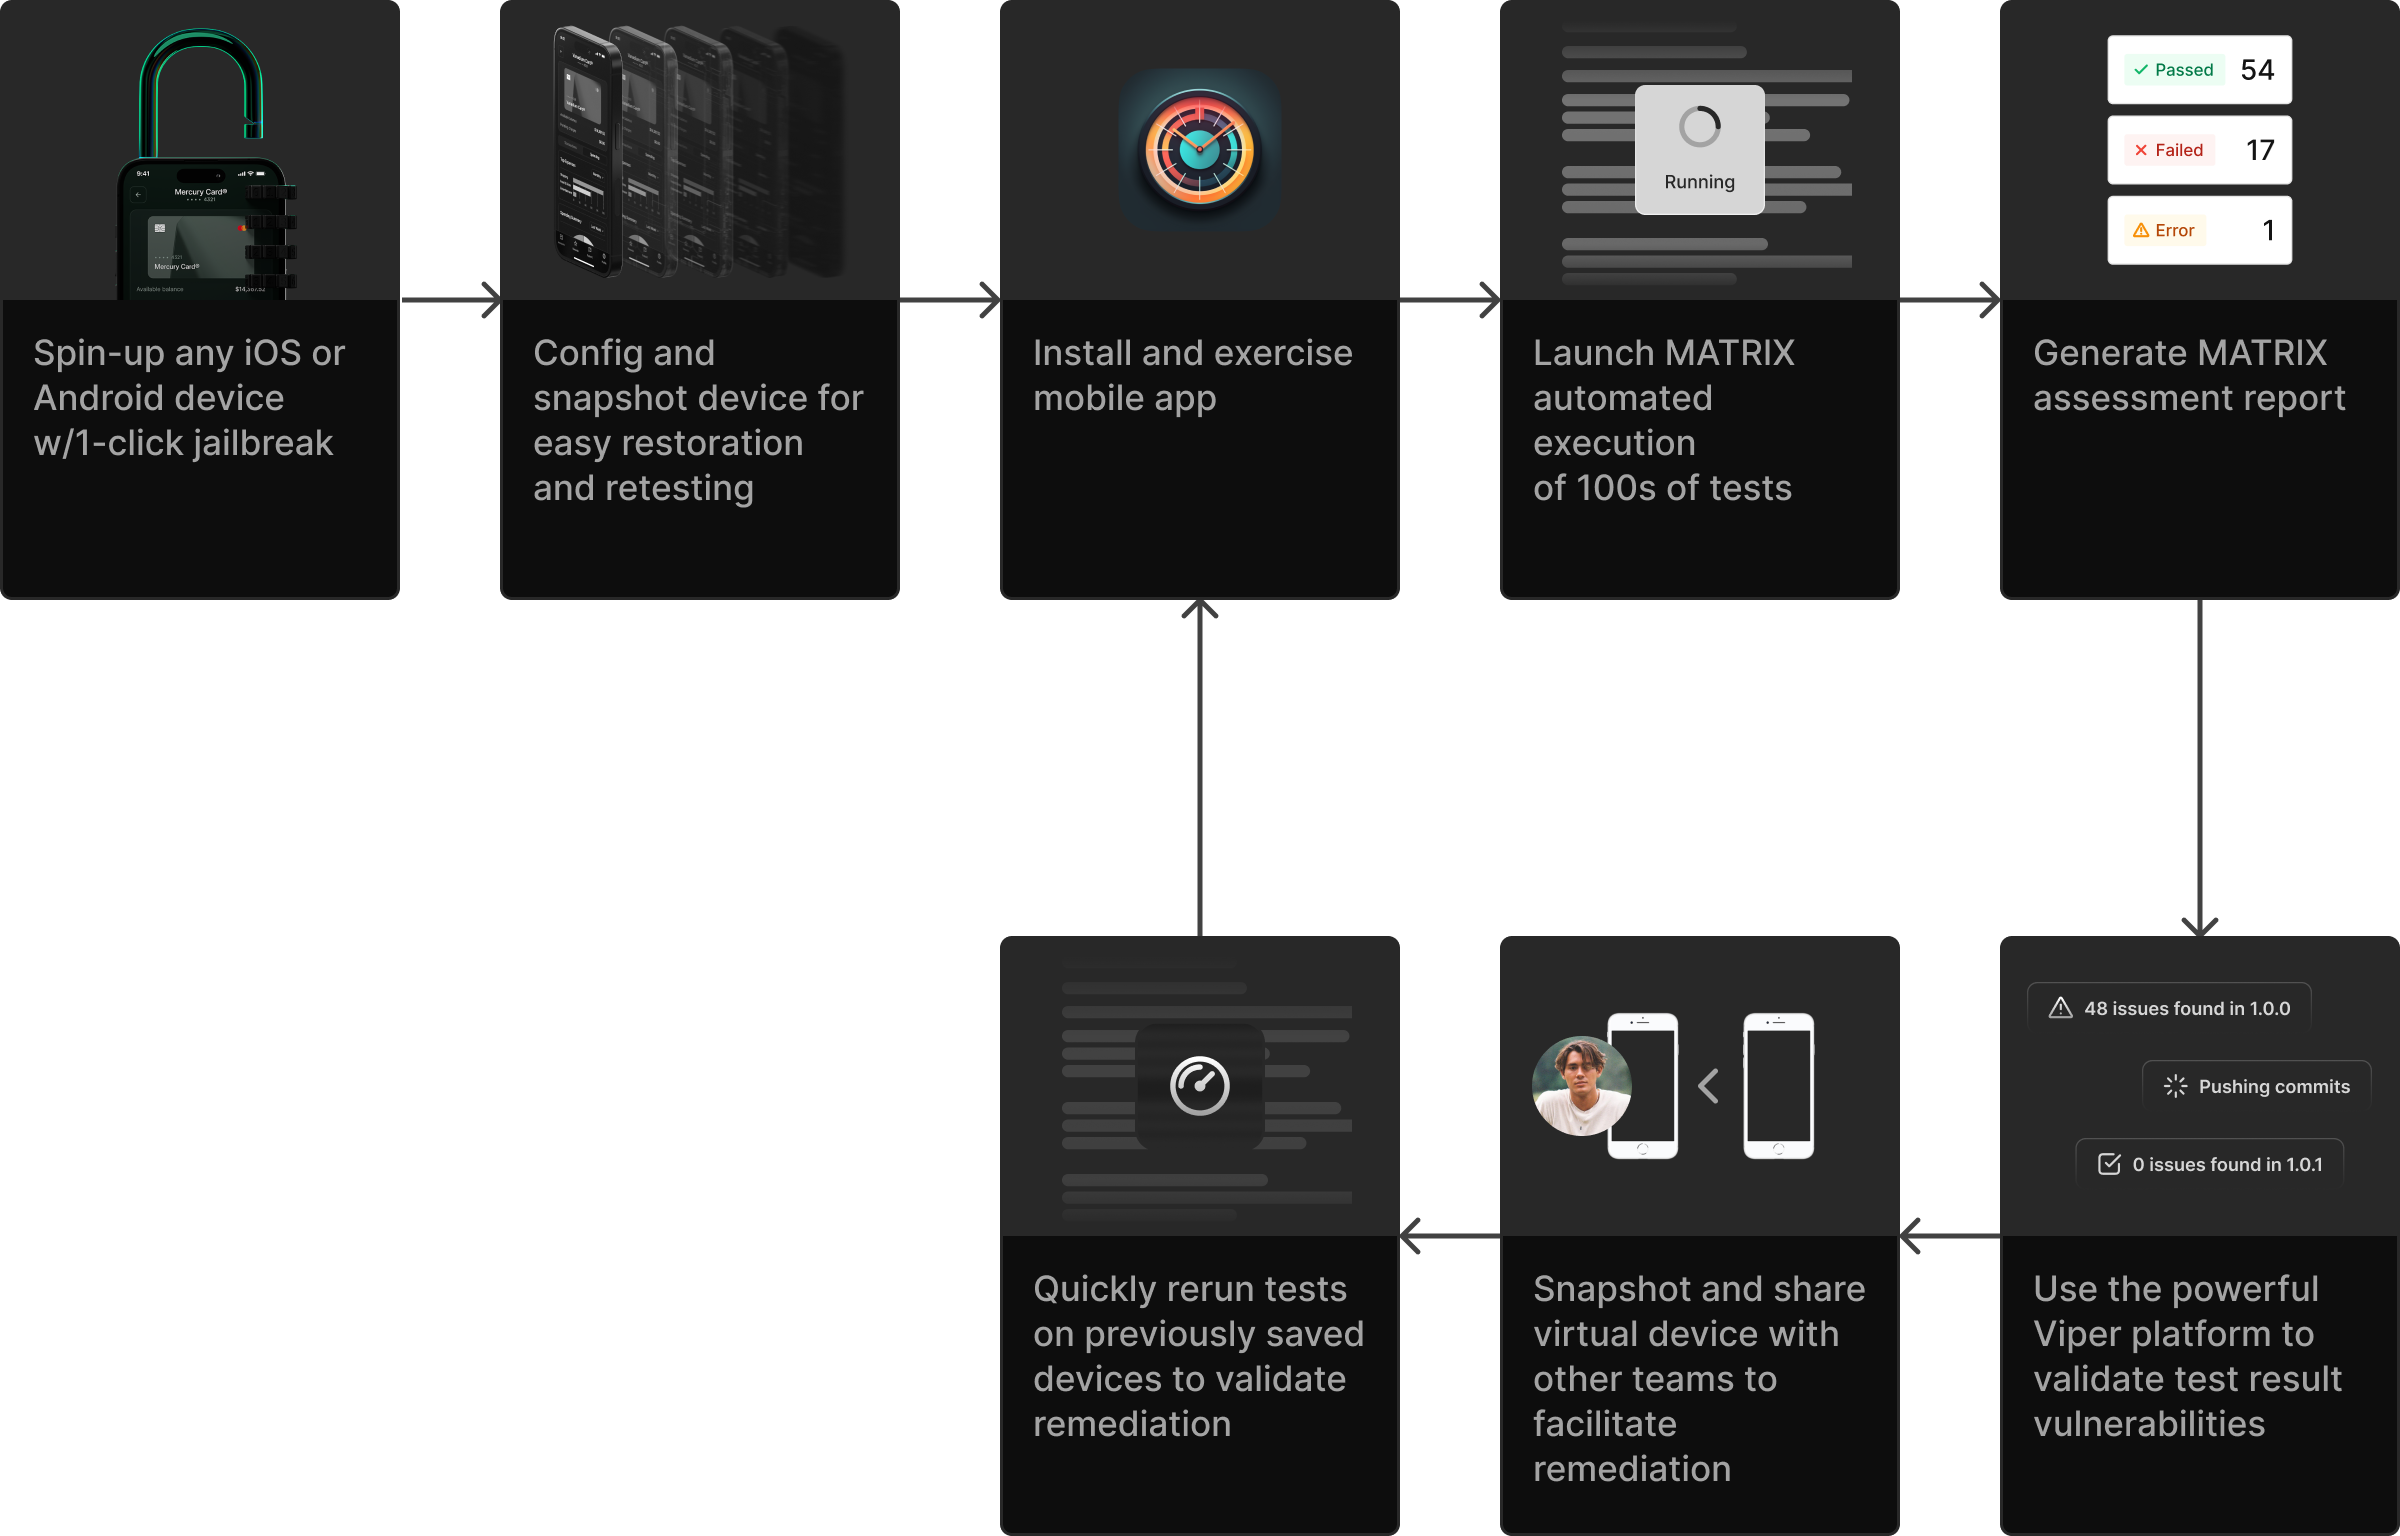 9:41
Mercury Card®
•••• 4321
•••• 4321
Mercury Card®
Available balance
Spin-up any iOS or
Android device
w/1-click jailbreak
Config and
snapshot device for
easy restoration
and retesting
Install and exercise
mobile app
Running
Launch MATRIX
automated
execution
of 100s of tests
Passed 54
Failed 17
Error 1
Generate MATRIX
assessment report
48 issues found in 1.0.0
Pushing commits
0 issues found in 1.0.1
Use the powerful
Viper platform to
validate test result
vulnerabilities
Snapshot and share
virtual device with
other teams to
facilitate
remediation
Quickly rerun tests
on previously saved
devices to validate
remediation